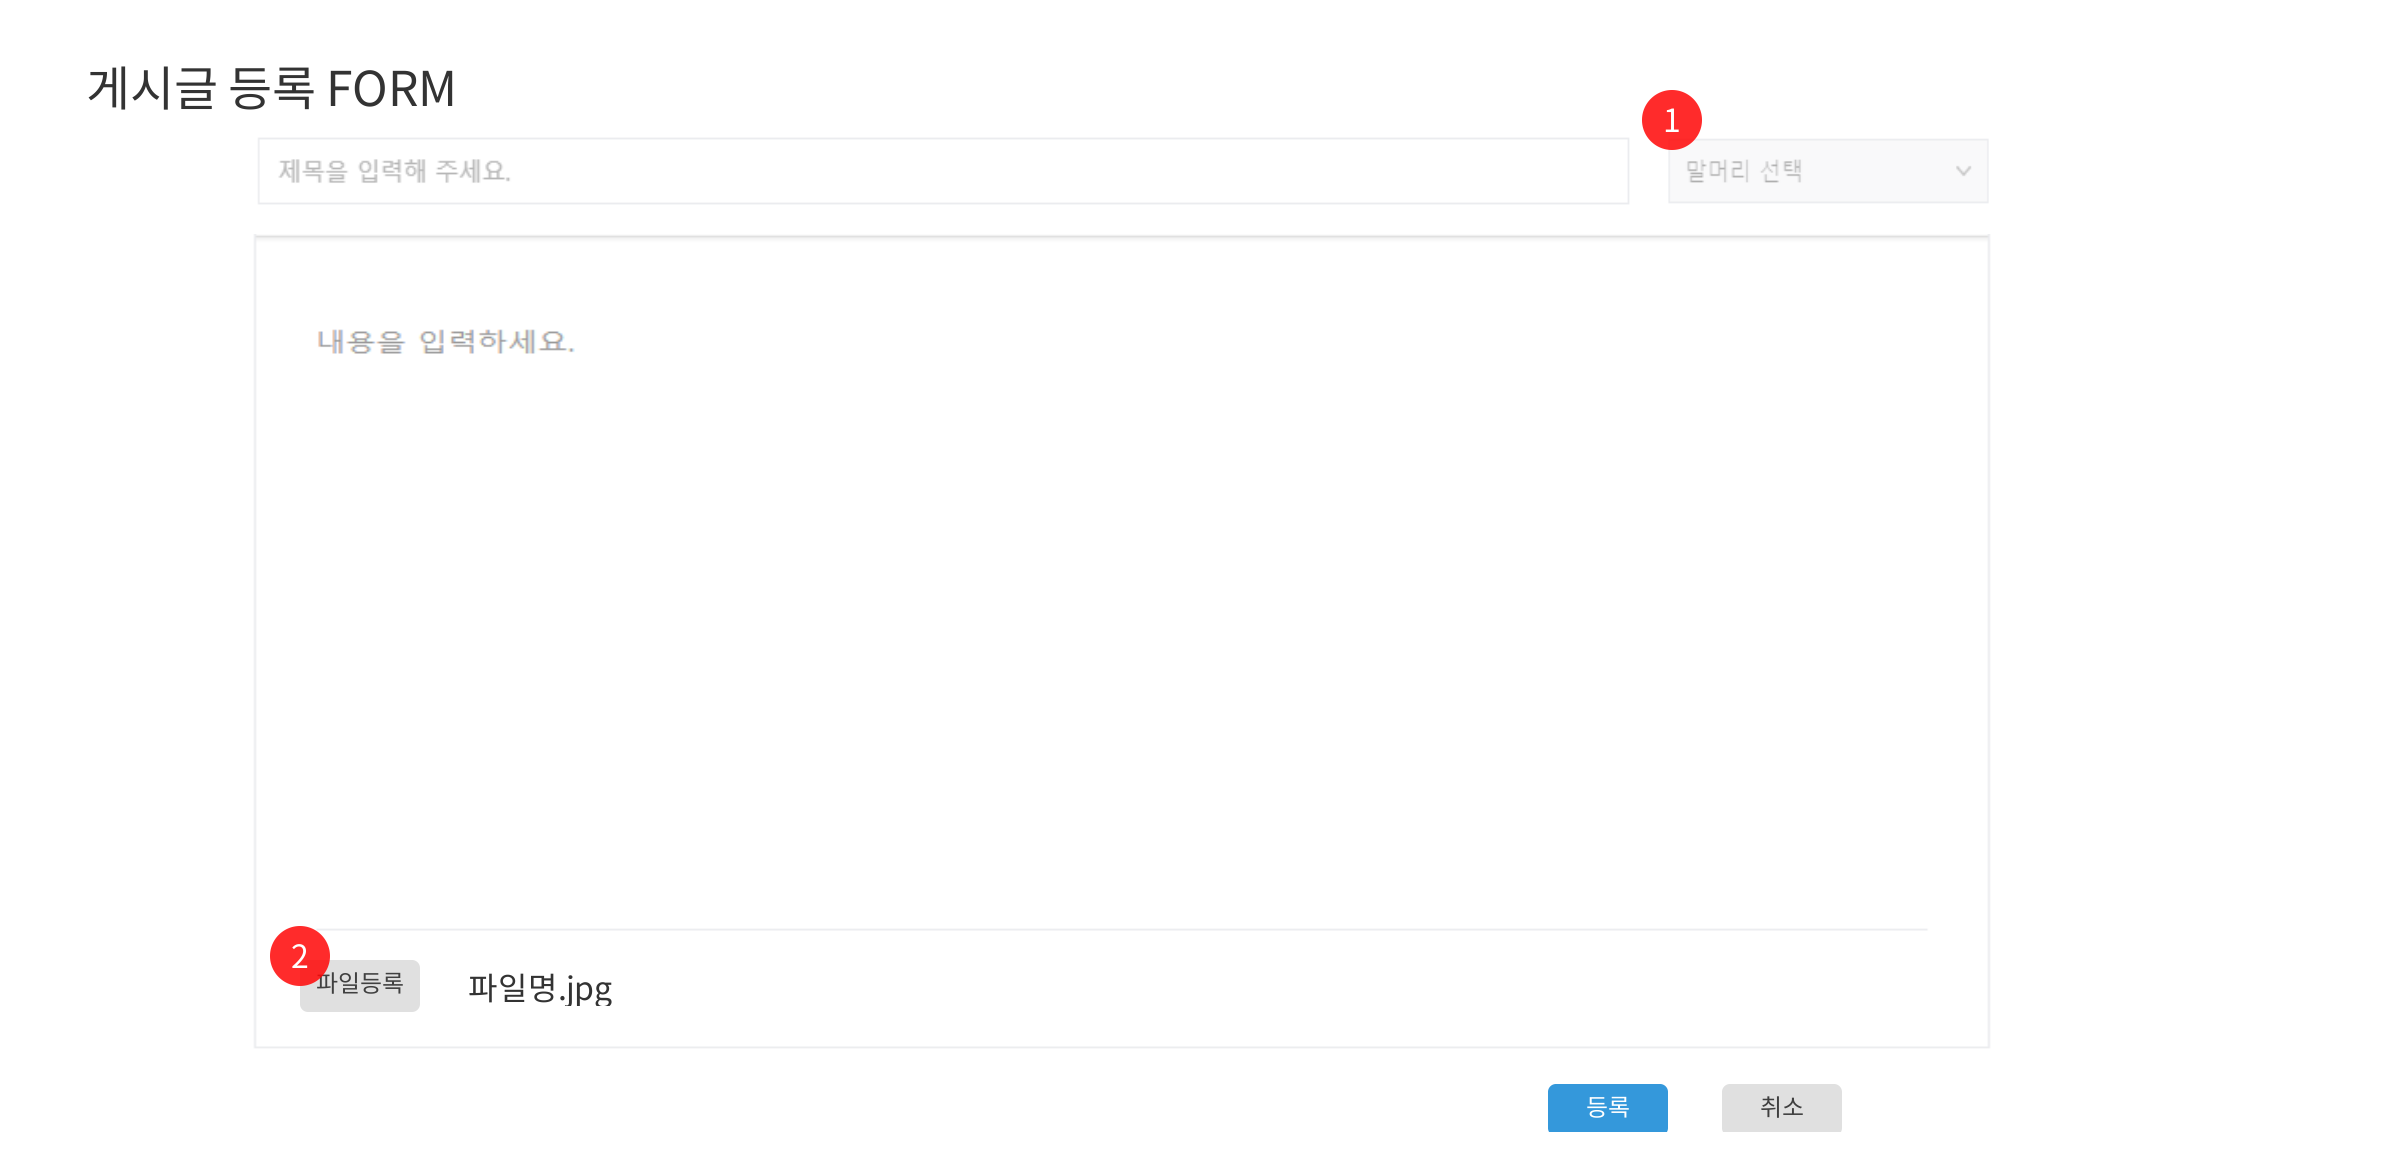 게시글 등록 FORM
1
제목을 입력해 주세요.
말머리 선택
내용을 입력하세요.
2
파일등록
파일명.jpg
등록
취소